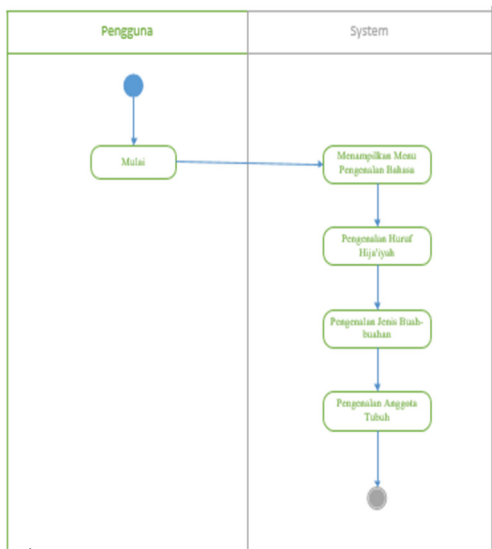 Pengguna
System
Mulai
Menampilkan Menu
Pengenalan Bahasa
Pengenalan Huruf
Hija'iyah
Pengenalan Jenis Buah-
buahan
Pengenalan Anggota
Tubuh